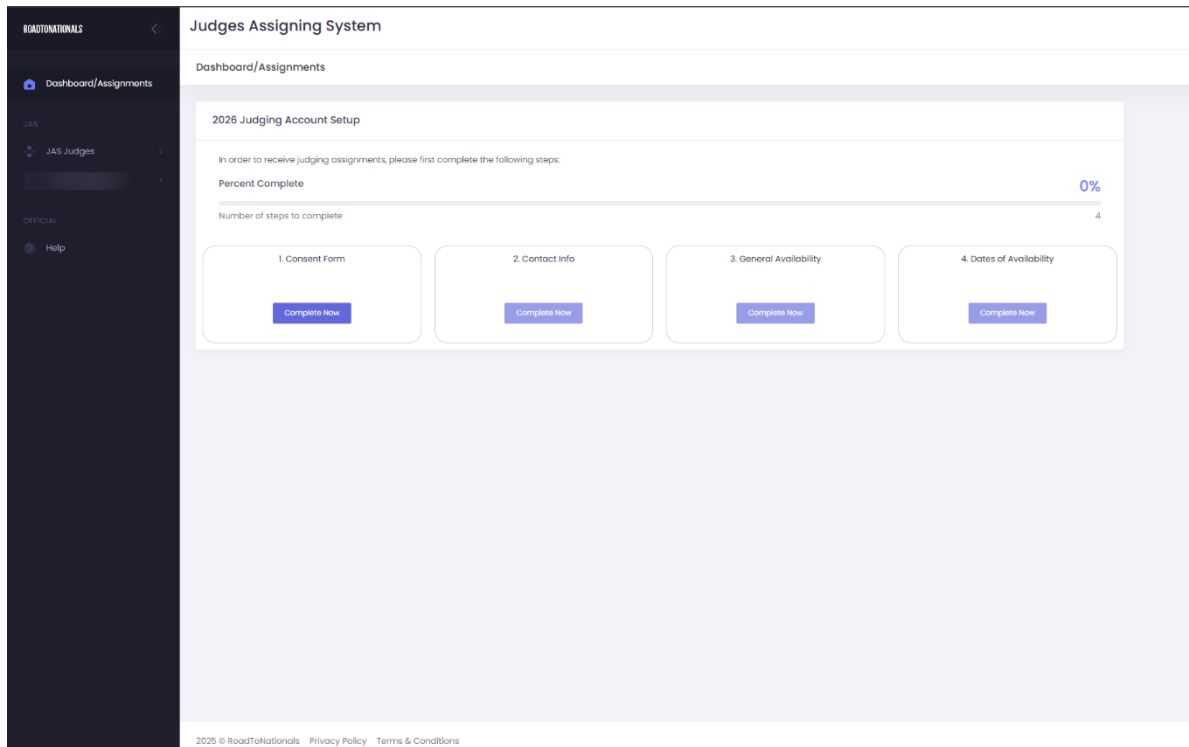 ROADTONATIONALS
Judges Assigning System
Dashboard/Assignments
Dashboard/Assignments
JAS
JAS Judges
OFFICIAL
Help
2026 Judging Account Setup
In order to receive judging assignments, please first complete the following steps:
Percent Complete 0%
Number of steps to complete 4
1. Consent Form
Complete Now
2. Contact Info
Complete Now
3. General Availability
Complete Now
4. Dates of Availability
Complete Now
2025 © RoadToNationals Privacy Policy Terms & Conditions